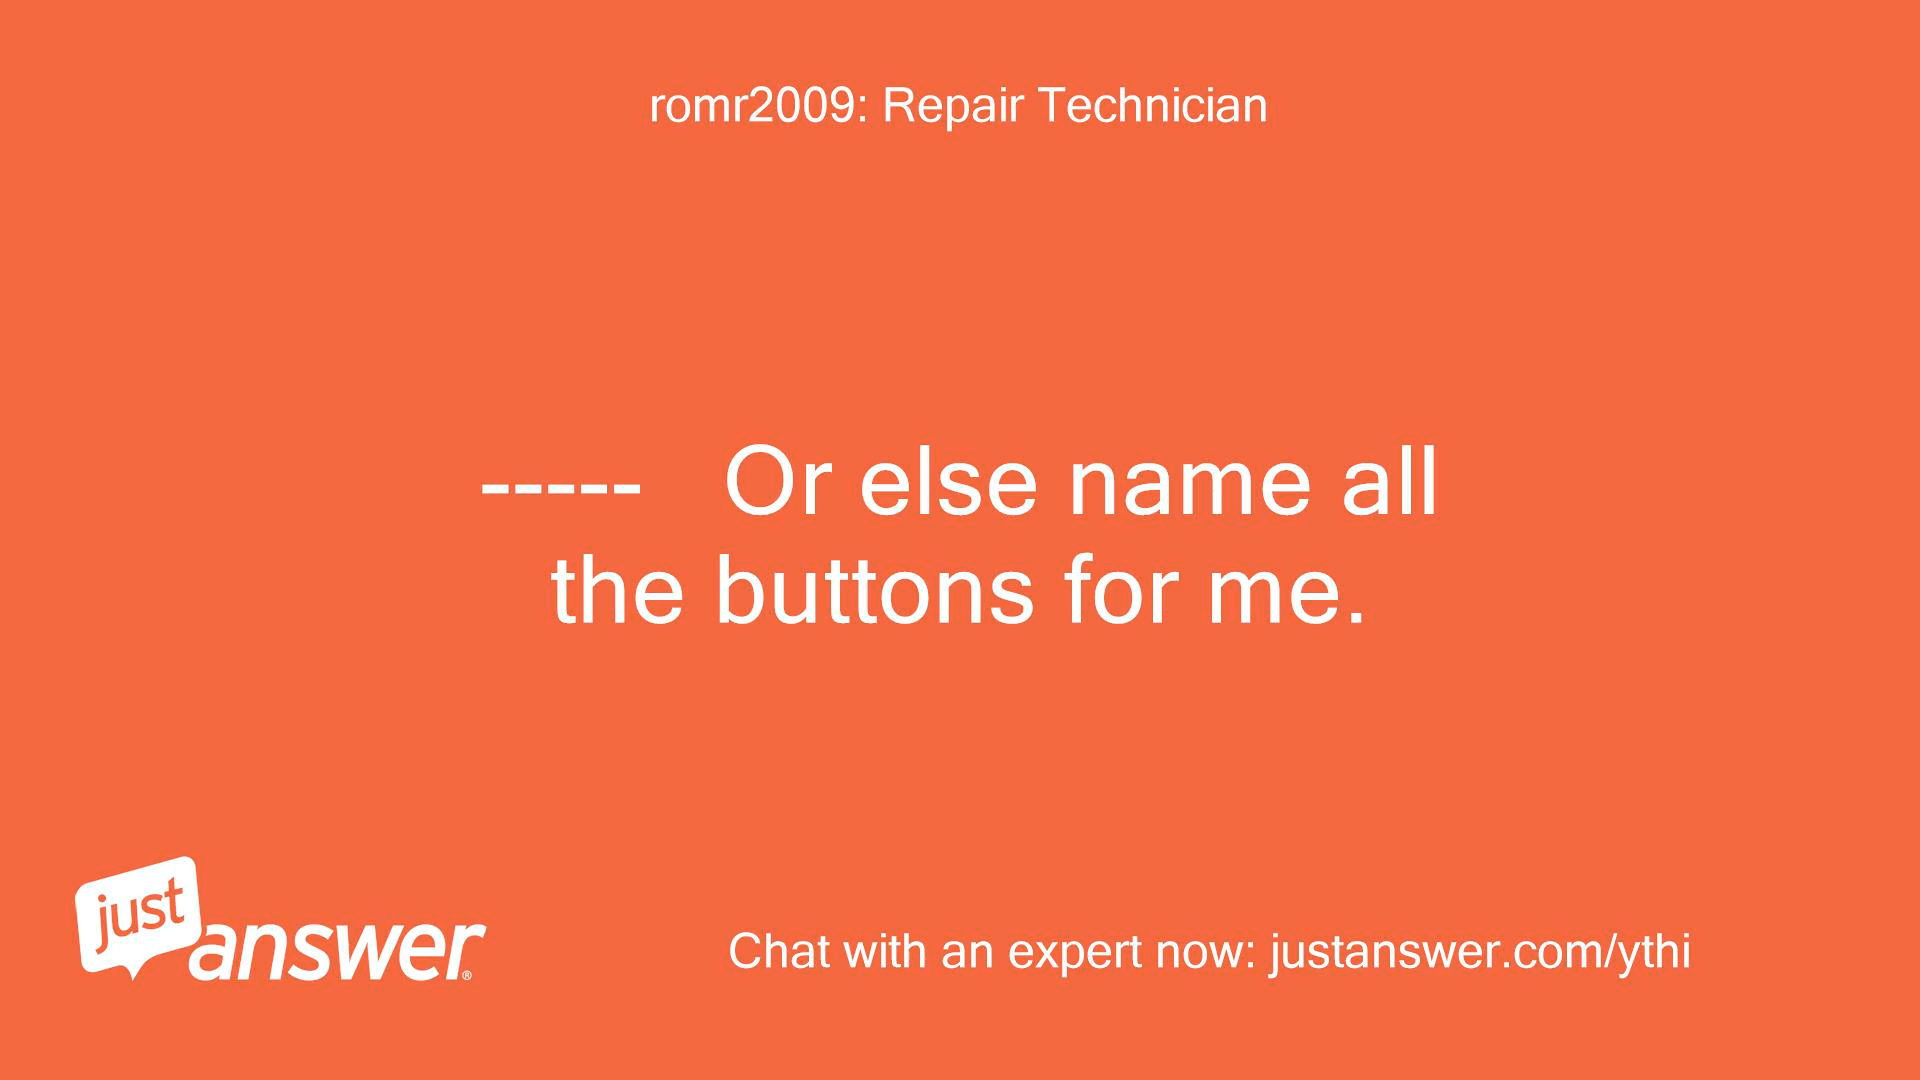 romr2009: Repair Technician
----- Or else name all
the buttons for me.
just
answer®
Chat with an expert now: justanswer.com/ythi